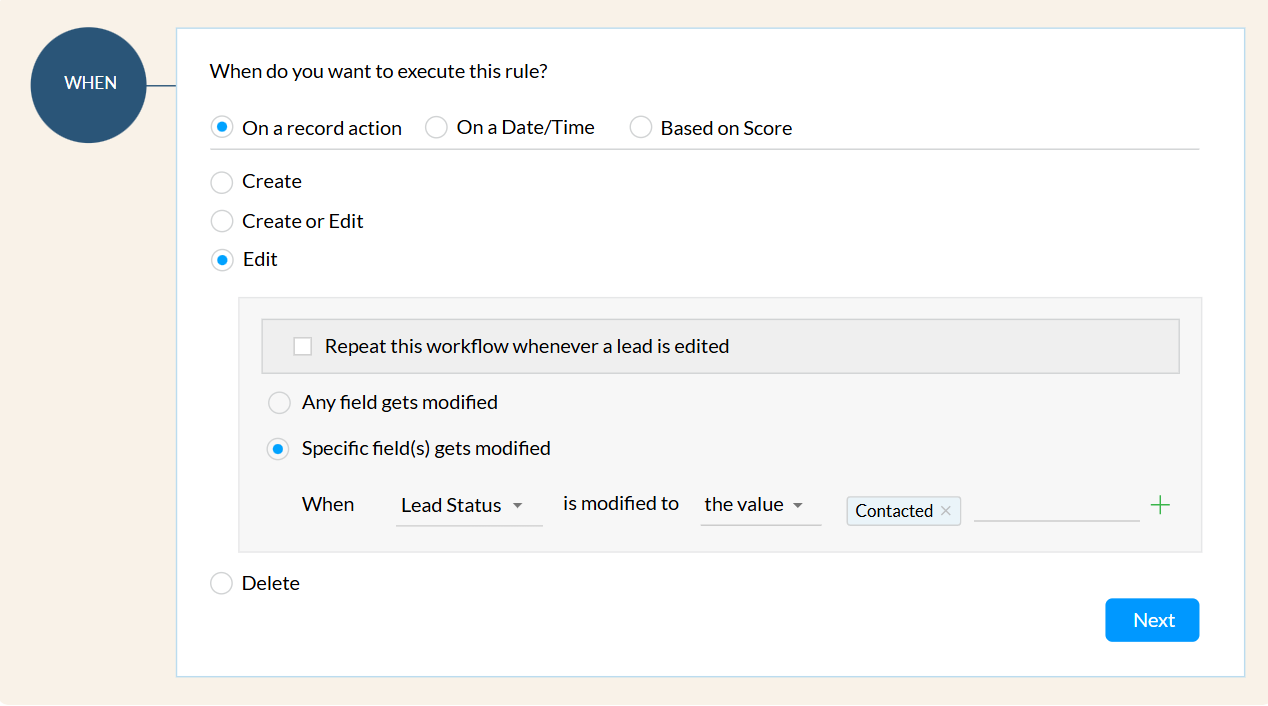 WHEN
When do you want to execute this rule?
On a record action On a Date/Time Based on Score
Create
Create or Edit
Edit
Repeat this workflow whenever a lead is edited
Any field gets modified
Specific field(s) gets modified
When Lead Status is modified to the value Contacted
Delete
Next